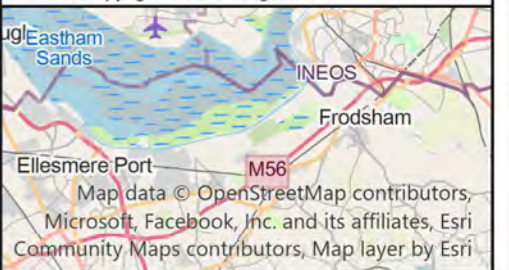 Eastham
Sands
INEOS
Frodsham
Ellesmere Port
M56
Map data © OpenStreetMap contributors,
Microsoft, Facebook, Inc. and its affiliates, Esri
Community Maps contributors, Map layer by Esri